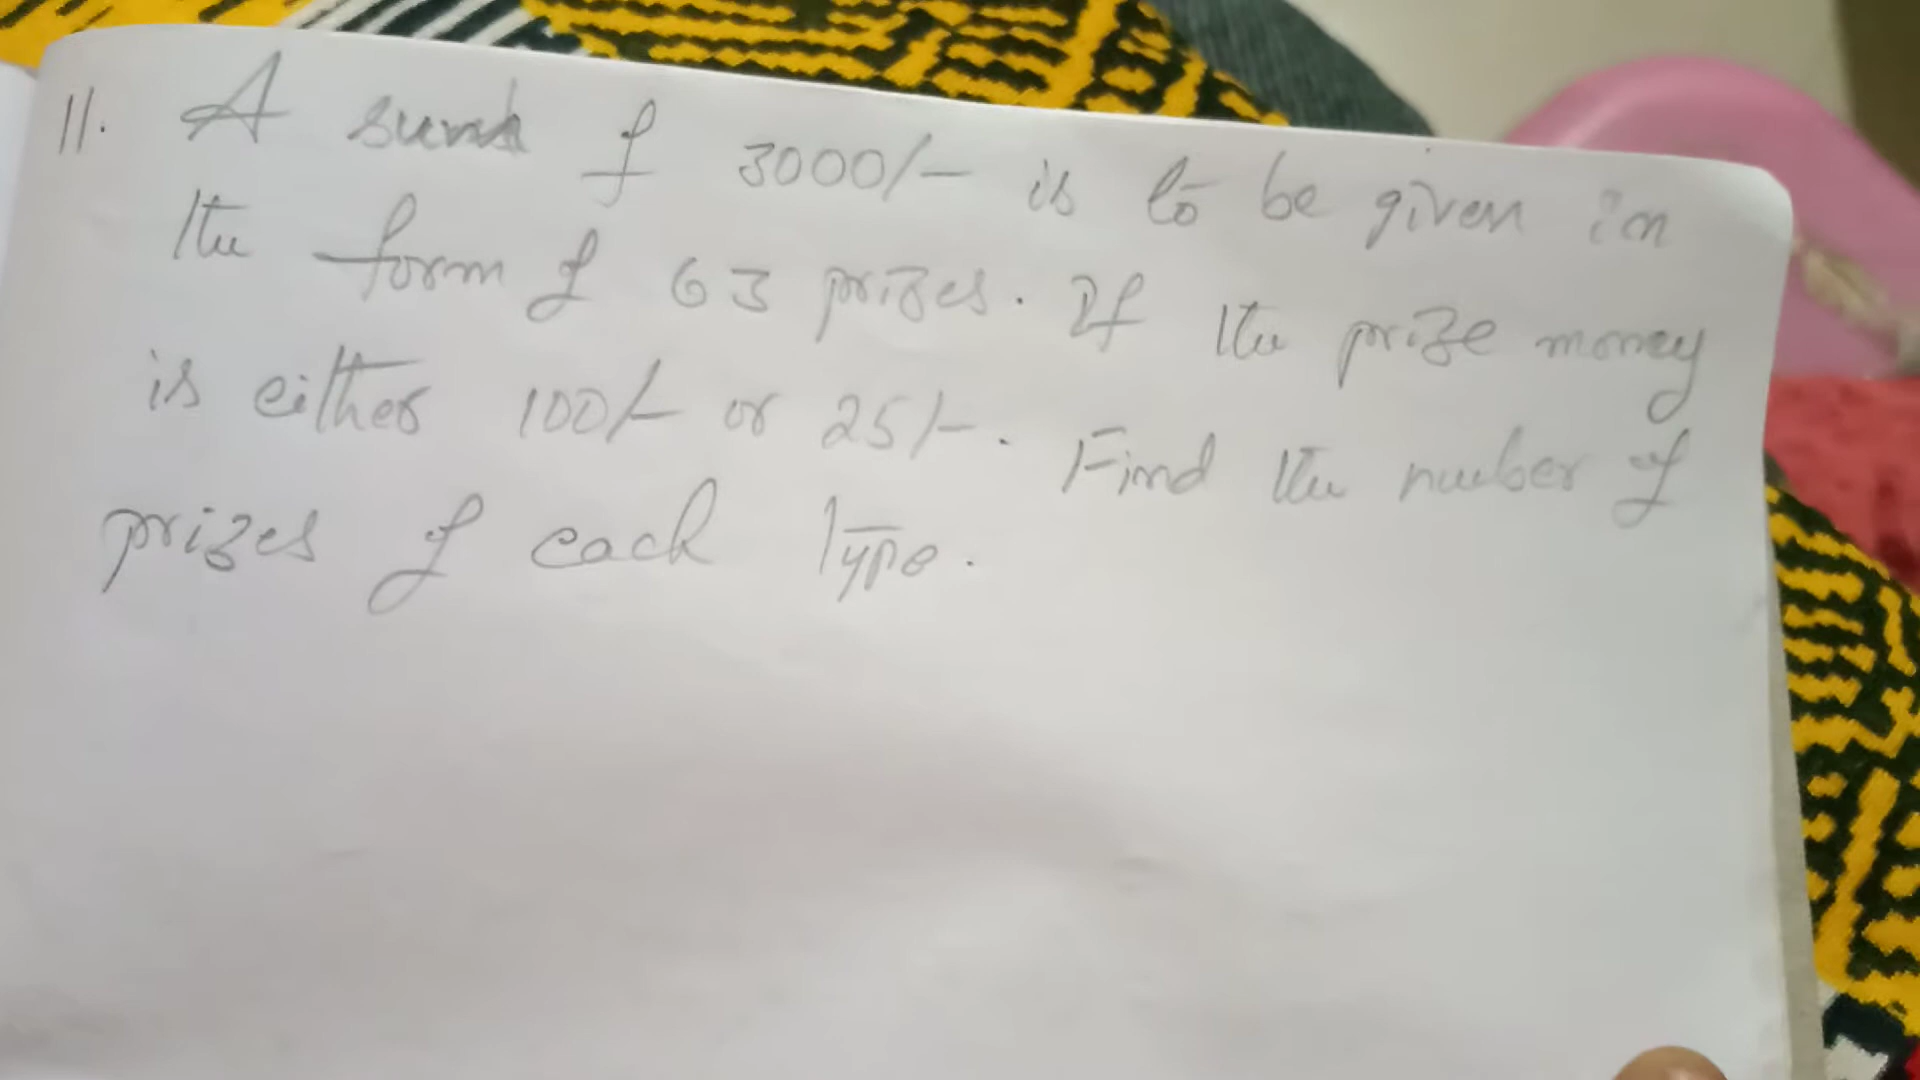 11. A sum of 3000/- is to be given in
the form of 63 prizes. If the prize money
is either 100/- or 25/-. Find the number of
prizes of each type.